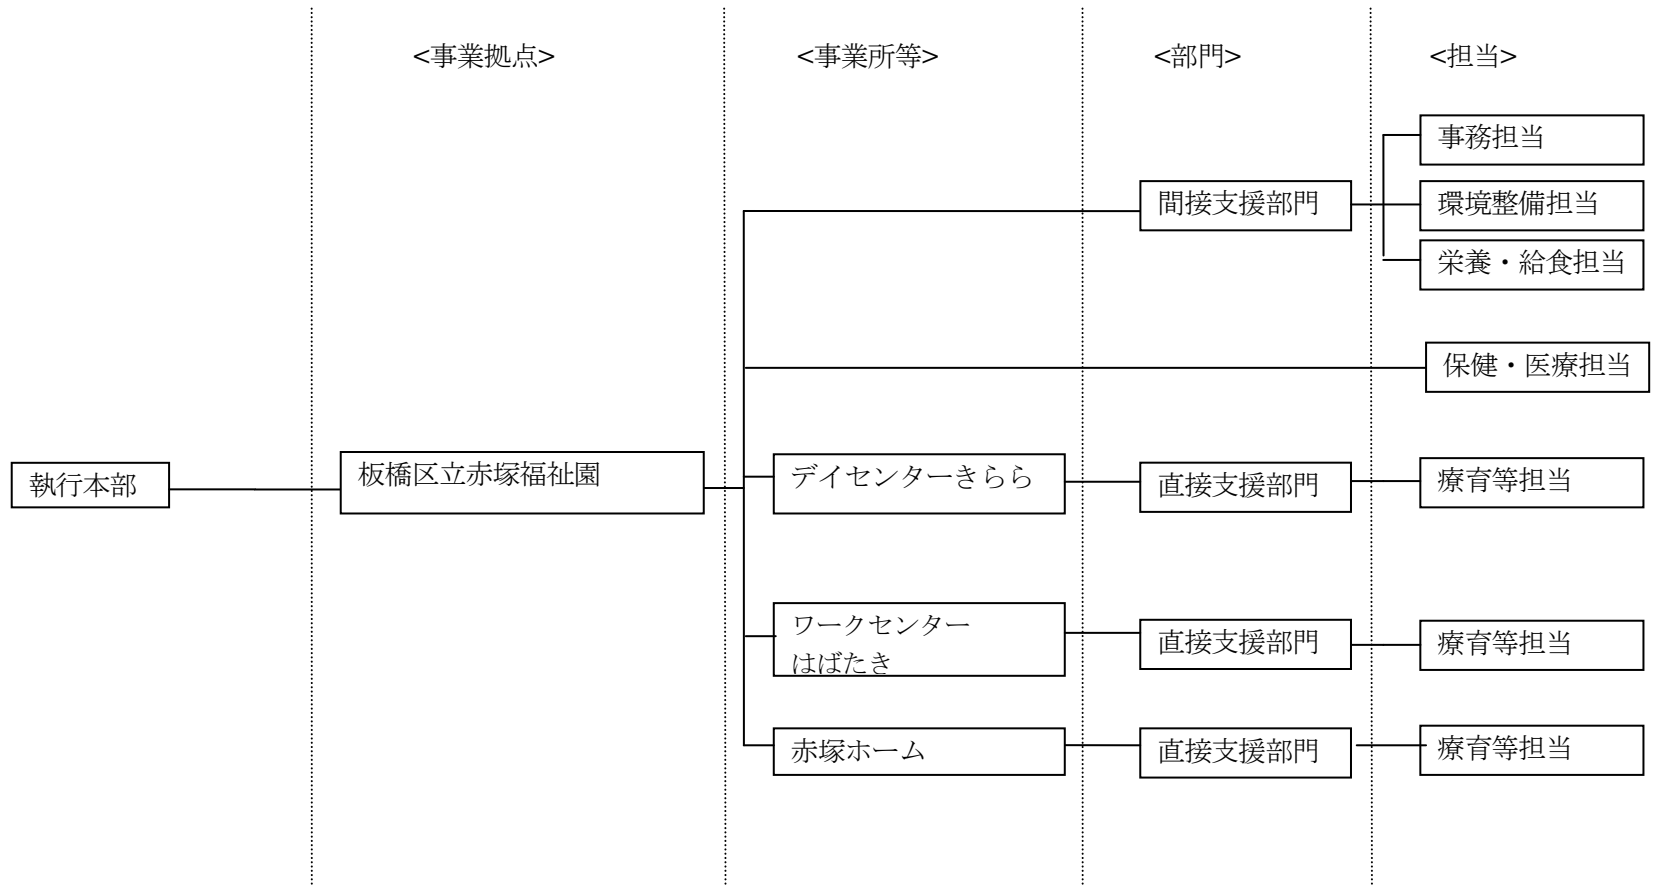 <事業拠点>
<事業所等>
<部門>
<担当>
事務担当
間接支援部門
環境整備担当
栄養・給食担当
保健・医療担当
執行本部
板橋区立赤塚福祉園
デイセンターきらら
直接支援部門
療育等担当
ワークセンター
はばたき
直接支援部門
療育等担当
赤塚ホーム
直接支援部門
療育等担当